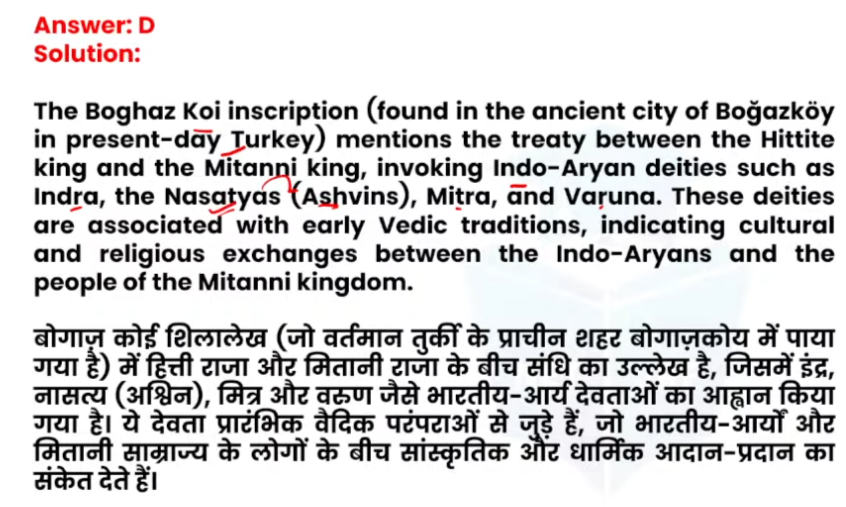 Answer: D
Solution:
The Boghaz Koi inscription (found in the ancient city of Boğazköy
in present-day Turkey) mentions the treaty between the Hittite
king and the Mitanni king, invoking Indo-Aryan deities such as
Indra, the Nasatyas (Ashvins), Mitra, and Varuna. These deities
are associated with early Vedic traditions, indicating cultural
and religious exchanges between the Indo-Aryans and the
people of the Mitanni kingdom.
बोगाज़ कोई शिलालेख (जो वर्तमान तुर्की के प्राचीन शहर बोगाज़कोय में पाया
गया है) में हित्ती राजा और मितानी राजा के बीच संधि का उल्लेख है, जिसमें इंद्र,
नासत्य (अश्विन), मित्र और वरुण जैसे भारतीय-आर्य देवताओं का आह्वान किया
गया है। ये देवता प्रारंभिक वैदिक परंपराओं से जुड़े हैं, जो भारतीय-आर्यों और
मितानी साम्राज्य के लोगों के बीच सांस्कृतिक और धार्मिक आदान-प्रदान का
संकेत देते हैं।